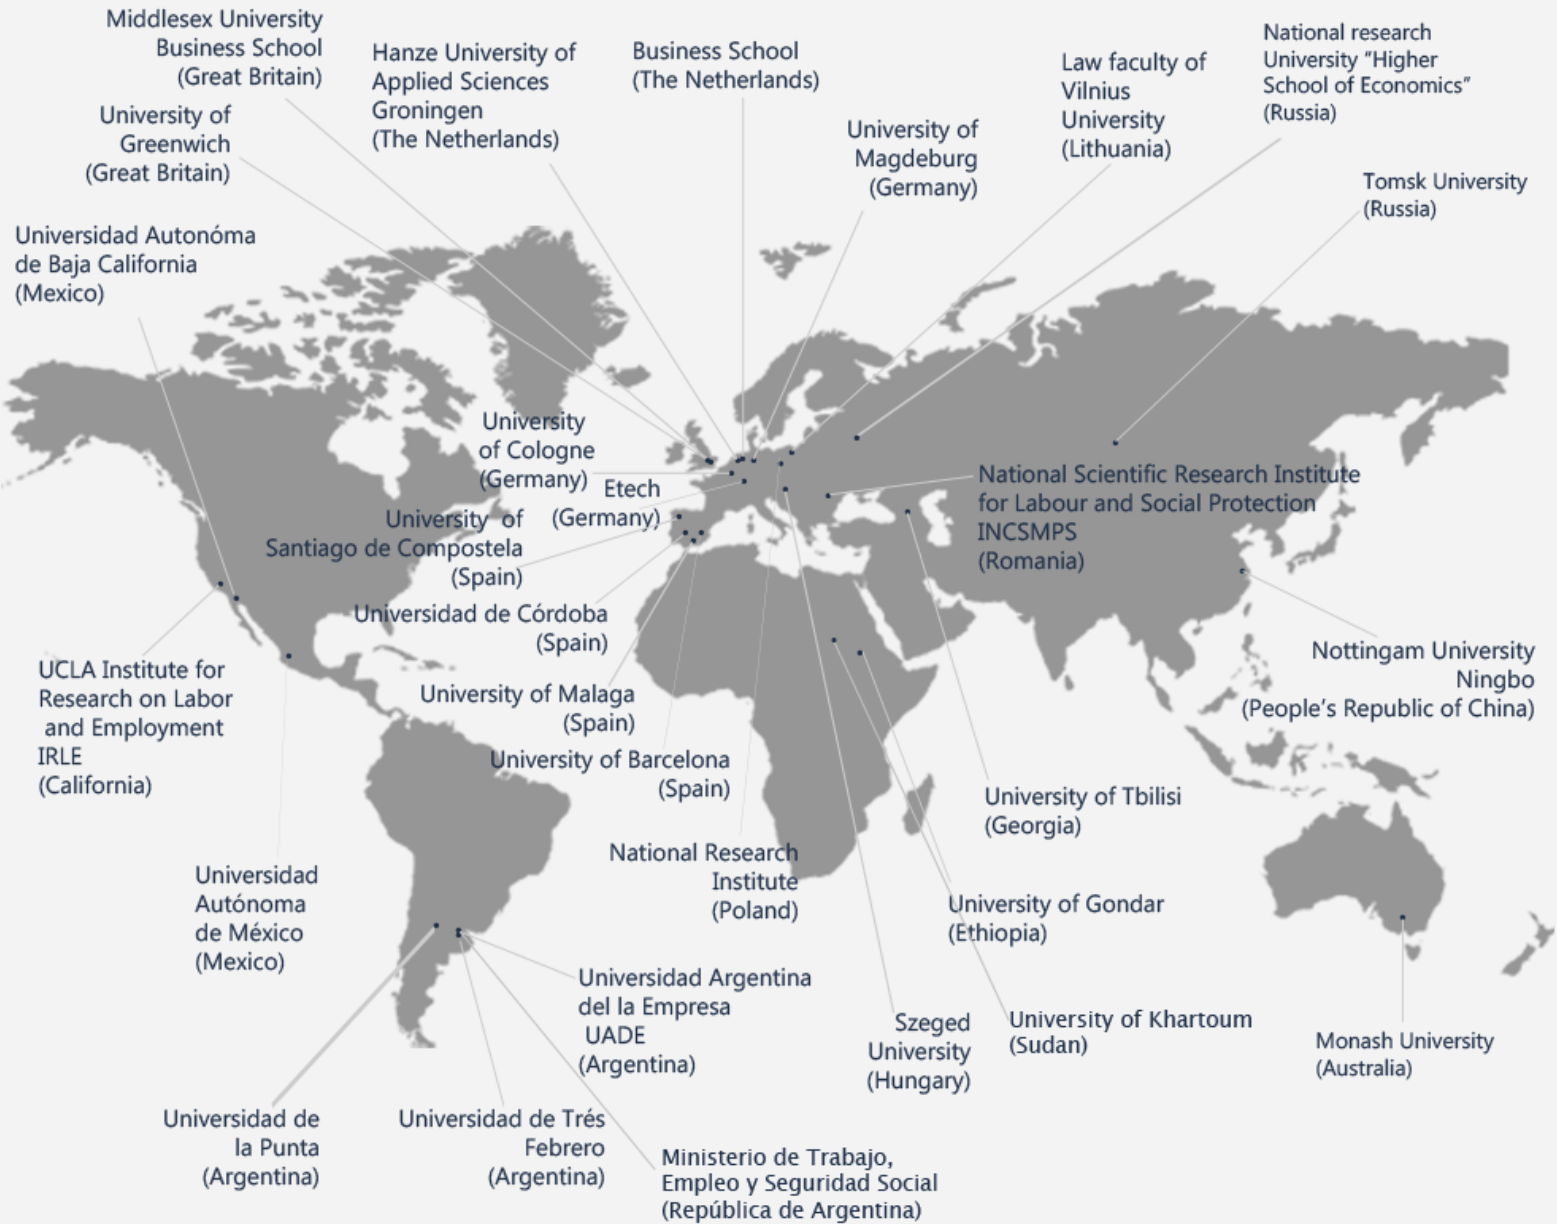 Middlesex University
Business School
(Great Britain)
Hanze University of
Applied Sciences
Groningen
(The Netherlands)
Business School
(The Netherlands)
Law faculty of
Vilnius
University
(Lithuania)
National research
University “Higher
School of Economics”
(Russia)
University of
Greenwich
(Great Britain)
University of
Magdeburg
(Germany)
Tomsk University
(Russia)
Universidad Autonóma
de Baja California
(Mexico)
University
of Cologne
(Germany)
Etech
(Germany)
National Scientific Research Institute
for Labour and Social Protection
INCSMPS
(Romania)
University of
Santiago de Compostela
(Spain)
Universidad de Córdoba
(Spain)
UCLA Institute for
Research on Labor
and Employment
IRLE
(California)
University of Malaga
(Spain)
Nottingam University
Ningbo
(People’s Republic of China)
University of Barcelona
(Spain)
University of Tbilisi
(Georgia)
National Research
Institute
(Poland)
Universidad
Autónoma
de México
(Mexico)
University of Gondar
(Ethiopia)
Universidad Argentina
del la Empresa
UADE
(Argentina)
Szeged
University
(Hungary)
University of Khartoum
(Sudan)
Monash University
(Australia)
Universidad de
la Punta
(Argentina)
Universidad de Trés
Febrero
(Argentina)
Ministerio de Trabajo,
Empleo y Seguridad Social
(República de Argentina)